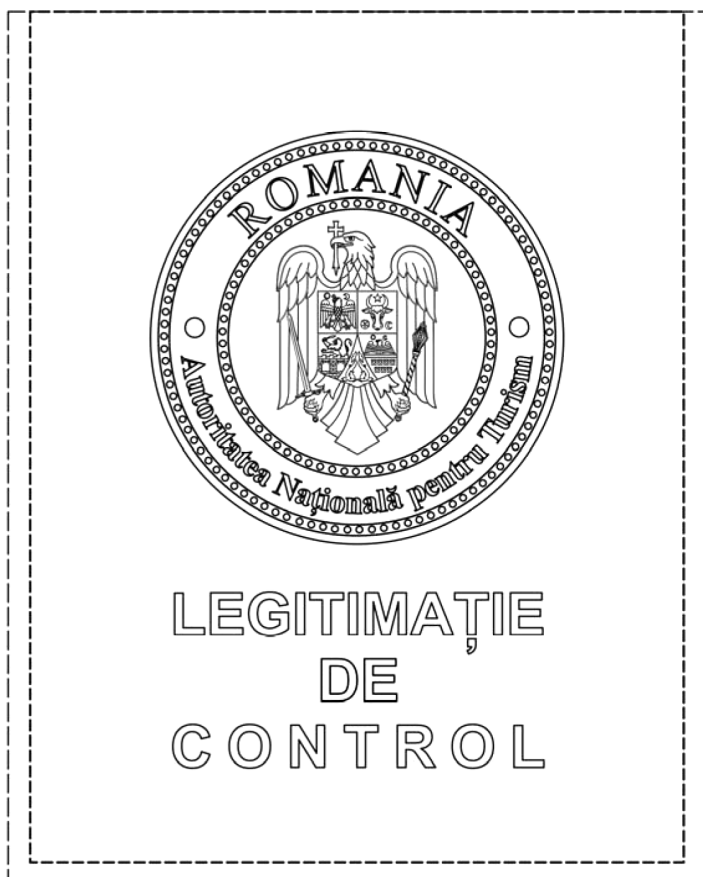 ROMANIA
Autoritatea Națională pentru Turism
LEGITIMAȚIE
DE
CONTROL